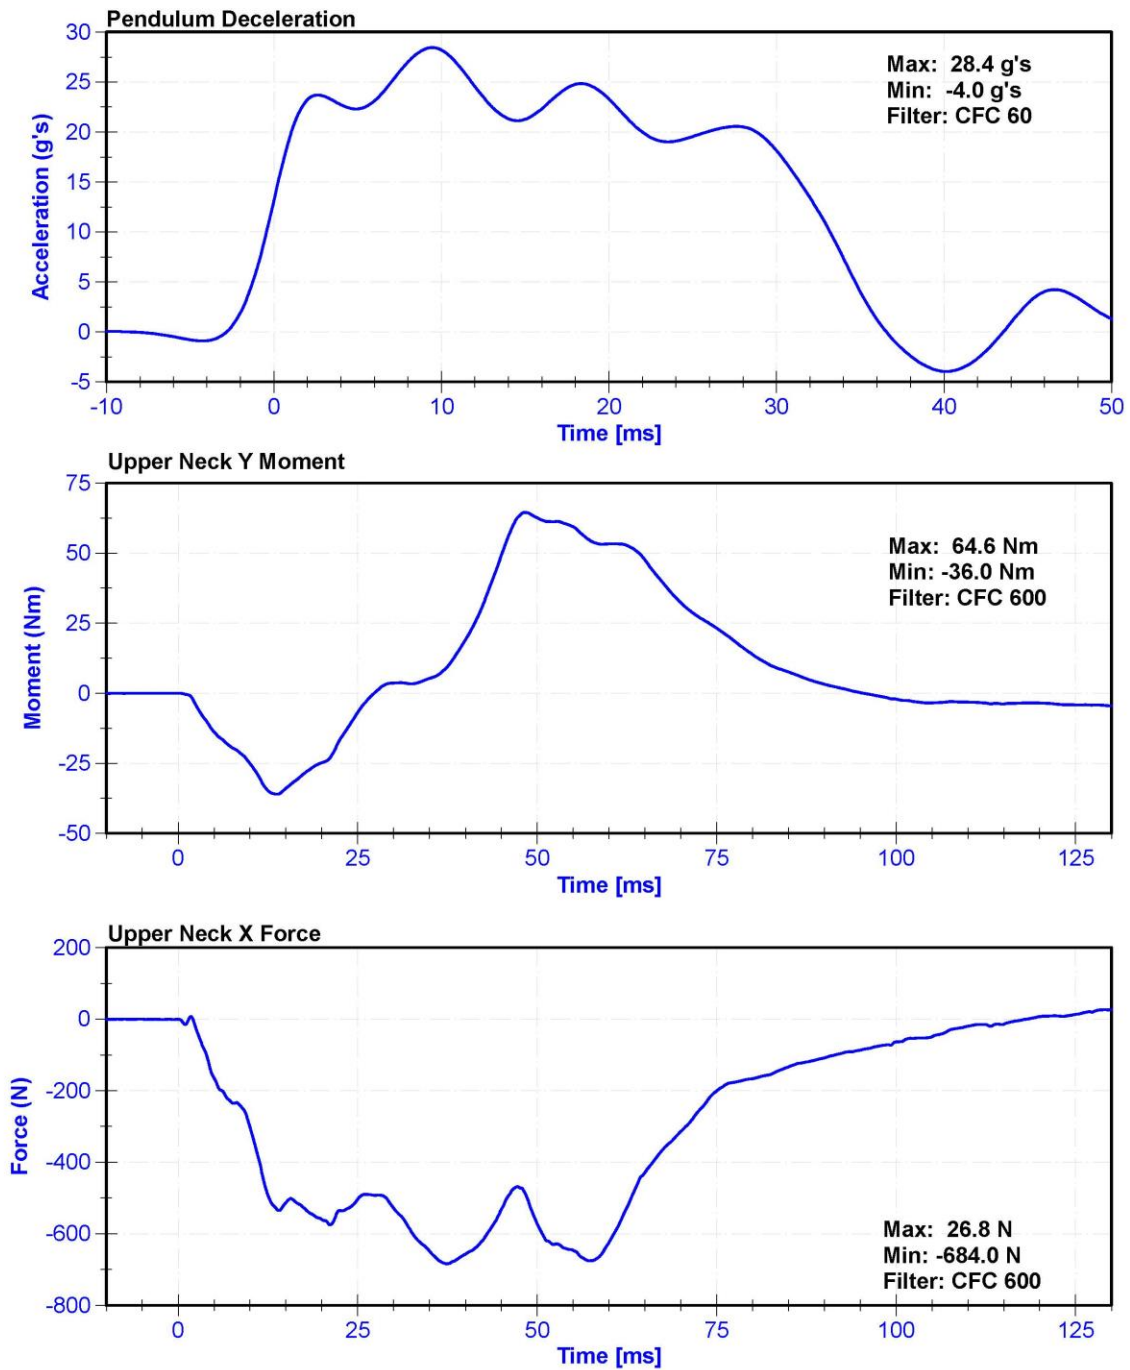 Pendulum Deceleration
30
25
20
15
10
5
0
-5
Acceleration (g's)
Max: 28.4 g's
Min: -4.0 g's
Filter: CFC 60
-10 0 10 20 30 40 50
Time [ms]
Upper Neck Y Moment
75
50
25
0
-25
-50
Moment (Nm)
Max: 64.6 Nm
Min: -36.0 Nm
Filter: CFC 600
0 25 50 75 100 125
Time [ms]
Upper Neck X Force
200
0
-200
-400
-600
-800
Force (N)
Max: 26.8 N
Min: -684.0 N
Filter: CFC 600
0 25 50 75 100 125
Time [ms]